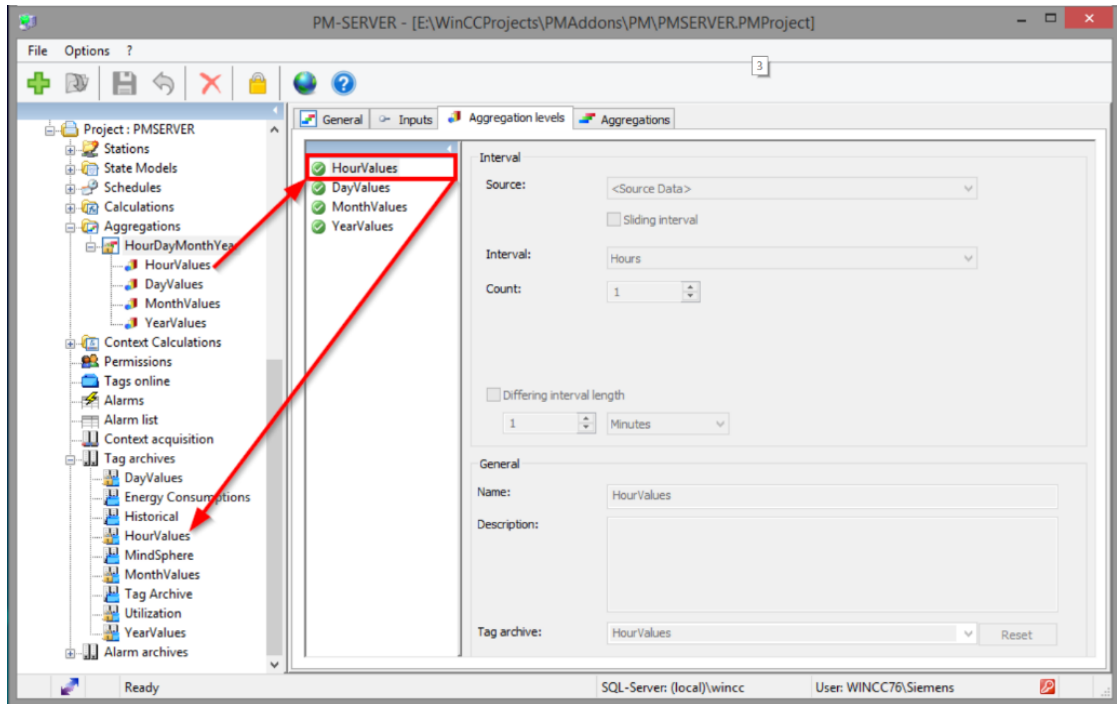 PM-SERVER - [E:\WinCCProjects\PMAddons\PM\PMSERVER.PMProject]
File Options ?
3
General Inputs Aggregation levels Aggregations
Project : PMSERVER
Stations
State Models
Schedules
Calculations
Aggregations
HourDayMonthYear
HourValues
DayValues
MonthValues
YearValues
Context Calculations
Permissions
Tags online
Alarms
Alarm list
Context acquisition
Tag archives
DayValues
Energy Consumptions
Historical
HourValues
MindSphere
MonthValues
Tag Archive
Utilization
YearValues
Alarm archives
HourValues
DayValues
MonthValues
YearValues
Interval
Source: <Source Data>
Sliding interval
Interval: Hours
Count: 1
Differing interval length
1 Minutes
General
Name: HourValues
Description:
Tag archive: HourValues Reset
Ready SQL-Server: (local)\wincc User: WINCC76\Siemens